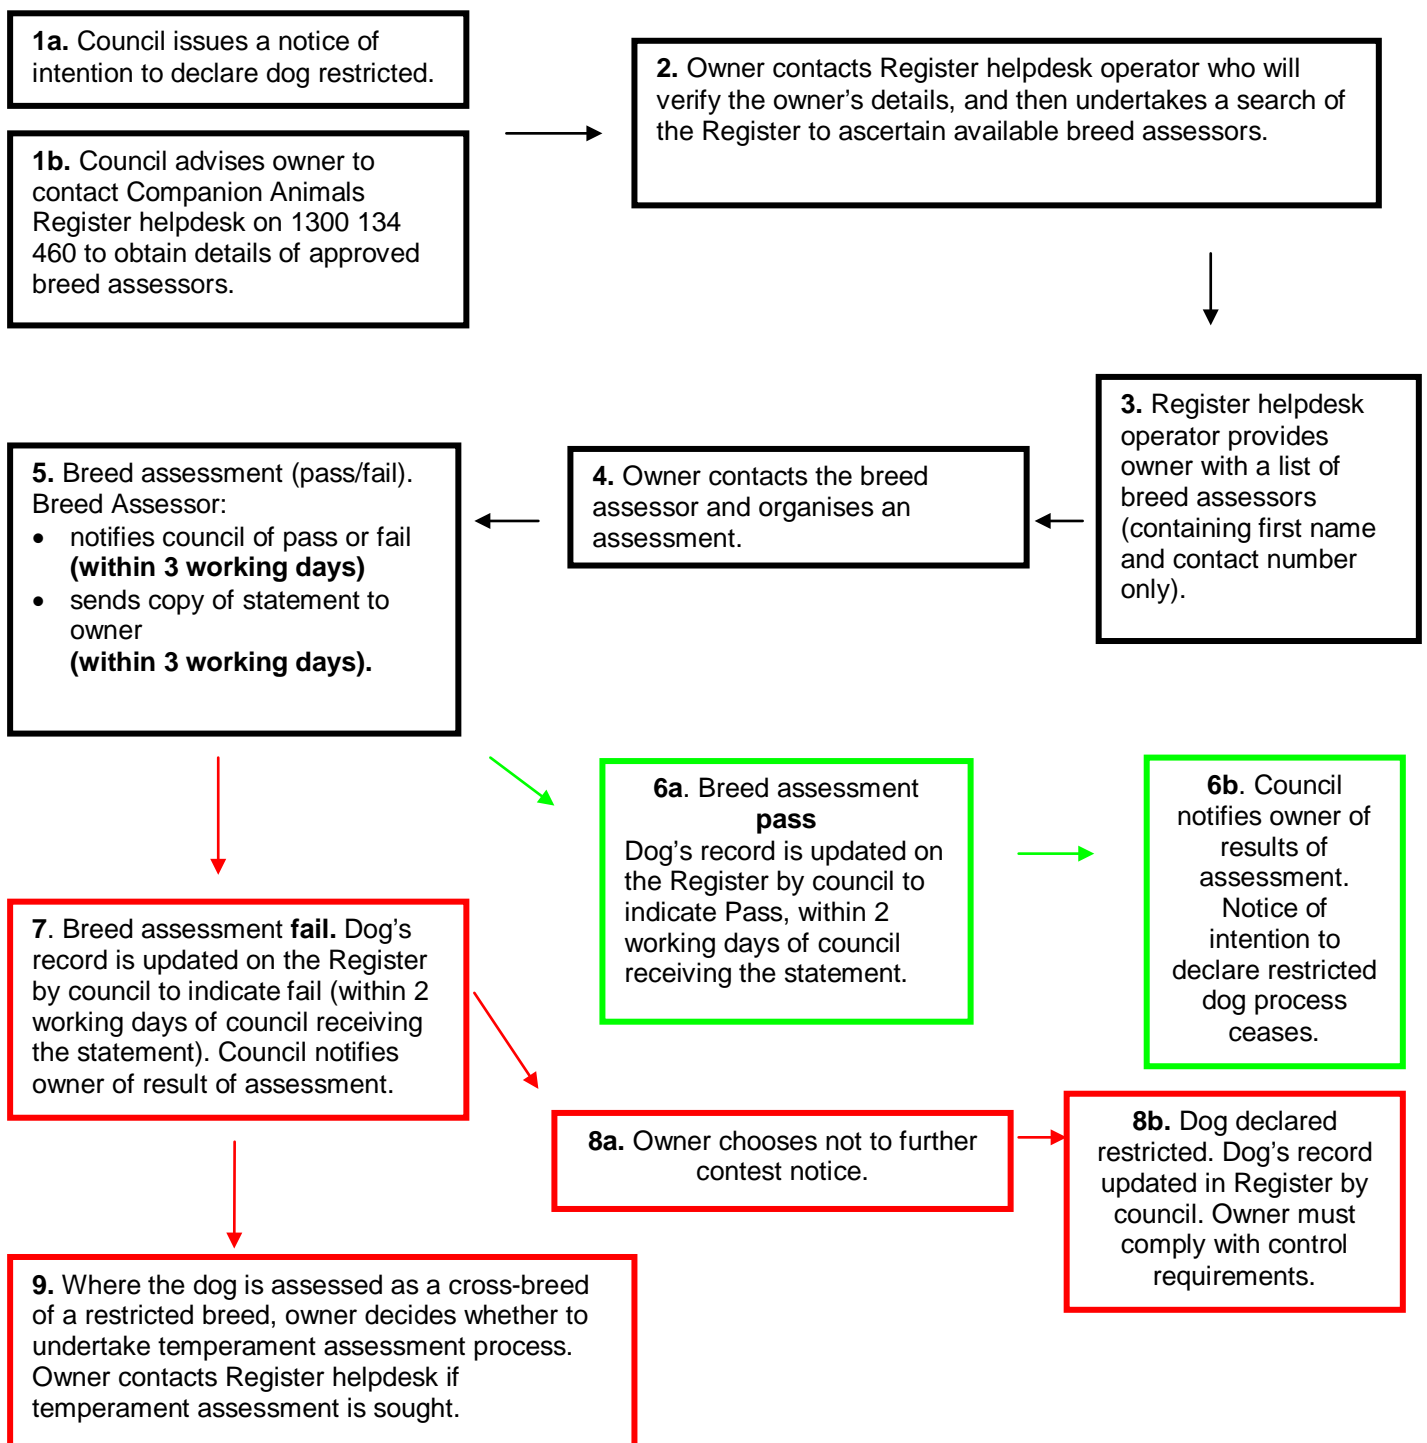 1a. Council issues a notice of
intention to declare dog restricted.
1b. Council advises owner to
contact Companion Animals
Register helpdesk on 1300 134
460 to obtain details of approved
breed assessors.
2. Owner contacts Register helpdesk operator who will
verify the owner's details, and then undertakes a search of
the Register to ascertain available breed assessors.
3. Register helpdesk
operator provides
owner with a list of
breed assessors
(containing first name
and contact number
only).
4. Owner contacts the breed
assessor and organises an
assessment.
5. Breed assessment (pass/fail).
Breed Assessor:
• notifies council of pass or fail
(within 3 working days)
• sends copy of statement to
owner
(within 3 working days).
6a. Breed assessment
pass
Dog's record is updated on
the Register by council to
indicate Pass, within 2
working days of council
receiving the statement.
6b. Council
notifies owner of
results of
assessment.
Notice of
intention to
declare restricted
dog process
ceases.
7. Breed assessment fail. Dog's
record is updated on the Register
by council to indicate fail (within 2
working days of council receiving
the statement). Council notifies
owner of result of assessment.
8a. Owner chooses not to further
contest notice.
8b. Dog declared
restricted. Dog's record
updated in Register by
council. Owner must
comply with control
requirements.
9. Where the dog is assessed as a cross-breed
of a restricted breed, owner decides whether to
undertake temperament assessment process.
Owner contacts Register helpdesk if
temperament assessment is sought.